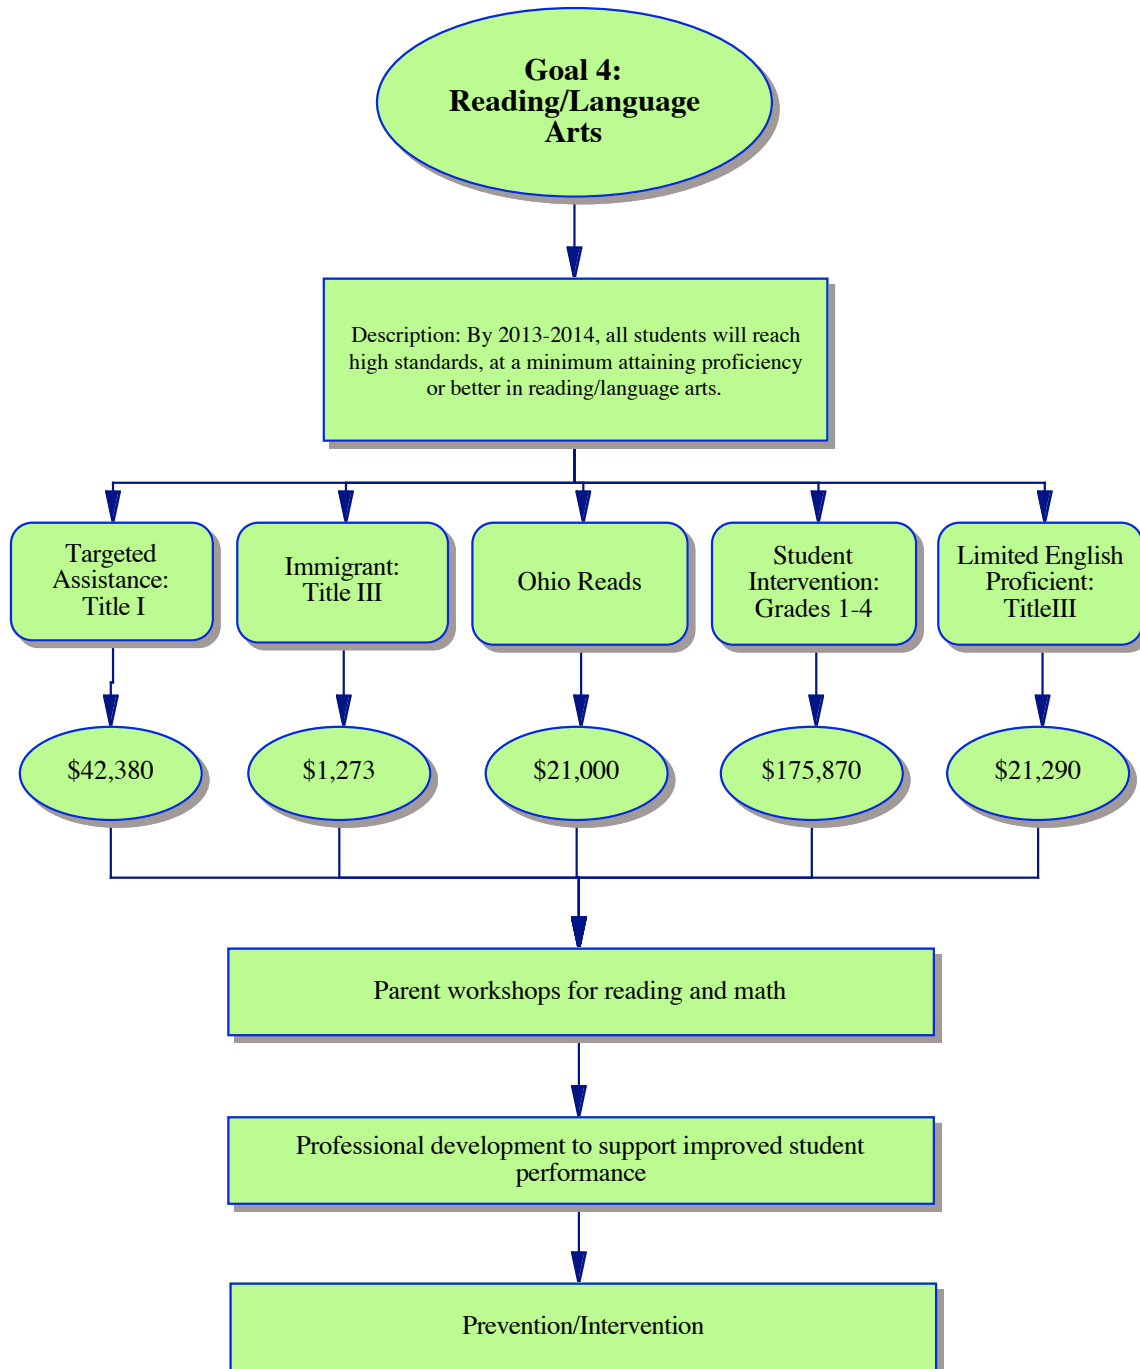 Goal 4:
Reading/Language
Arts
Description: By 2013-2014, all students will reach
high standards, at a minimum attaining proficiency
or better in reading/language arts.
Targeted
Assistance:
Title I
Immigrant:
Title III
Ohio Reads
Student
Intervention:
Grades 1-4
Limited English
Proficient:
TitleIII
$42,380
$1,273
$21,000
$175,870
$21,290
Parent workshops for reading and math
Professional development to support improved student
performance
Prevention/Intervention